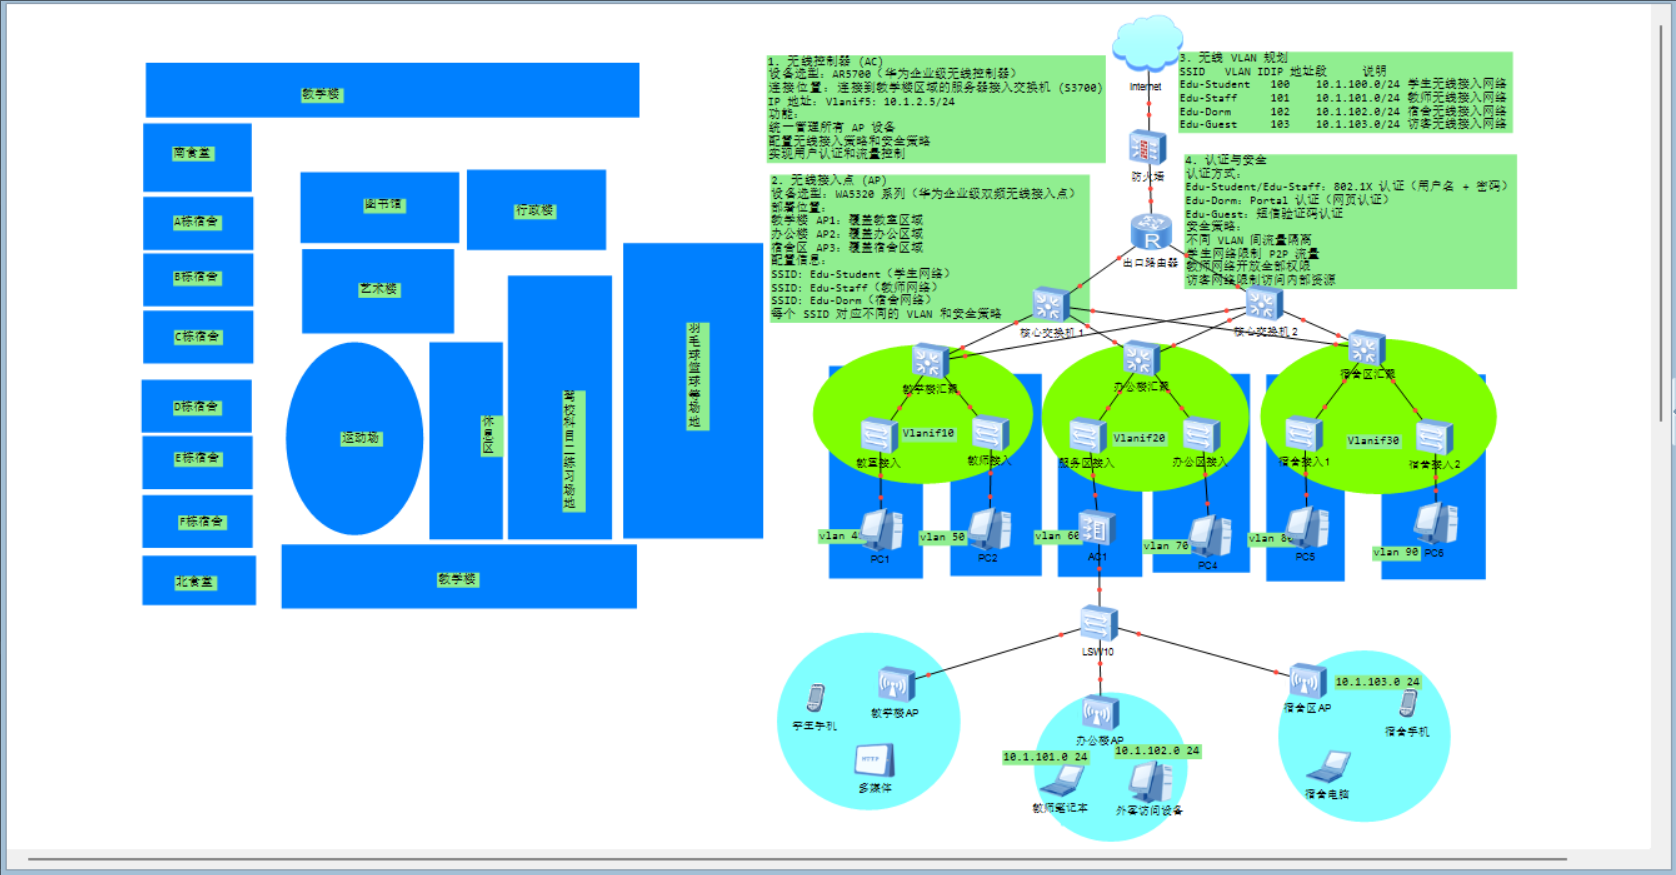 教学楼
南食堂
A栋宿舍
B栋宿舍
C栋宿舍
D栋宿舍
E栋宿舍
F栋宿舍
北食堂
图书馆
行政楼
艺术楼
运动场
休息区
驾校科目二练习场地
羽毛球篮球等场地
教学楼
1. 无线控制器 (AC)
设备选型: AR5700 (华为企业级无线控制器)
连接位置: 连接到教学楼区域的服务器接入交换机 (S3700)
IP 地址: Vlanif5: 10.1.2.5/24
功能:
统一管理所有 AP 设备
配置无线接入策略和安全策略
实现用户认证和流量控制
2. 无线接入点 (AP)
设备选型: WA5320 系列 (华为企业级双频无线接入点)
部署位置:
教学楼 AP1: 覆盖教室区域
办公楼 AP2: 覆盖办公区域
宿舍区 AP3: 覆盖宿舍区域
配置信息:
SSID: Edu-Student (学生网络)
SSID: Edu-Staff (教师网络)
SSID: Edu-Dorm (宿舍网络)
每个 SSID 对应不同的 VLAN 和安全策略
3. 无线 VLAN 规划
SSID VLAN IDIP 地址段 说明
Edu-Student 100 10.1.100.0/24 学生无线接入网络
Edu-Staff 101 10.1.101.0/24 教师无线接入网络
Edu-Dorm 102 10.1.102.0/24 宿舍无线接入网络
Edu-Guest 103 10.1.103.0/24 访客无线接入网络
4. 认证与安全
认证方式:
Edu-Student/Edu-Staff: 802.1X 认证 (用户名 + 密码)
Edu-Dorm: Portal 认证 (网页认证)
Edu-Guest: 短信验证码认证
安全策略:
不同 VLAN 间流量隔离
学生网络限制 P2P 流量
教师网络开放全部权限
访客网络限制访问内部资源
Internet
防火墙
R
出口路由器
核心交换机 1
核心交换机 2
教学楼汇聚
办公楼汇聚
宿舍区汇聚
Vlanif10
Vlanif20
Vlanif30
教室接入
教师接入
服务区接入
办公区接入
宿舍接入1
宿舍接入2
vlan 4
PC1
vlan 50
PC2
vlan 60
AC1
vlan 70
PC4
vlan 8
PC5
vlan 90
PC6
LSW10
教学楼AP
学生手机
HTTP
多媒体
办公楼AP
10.1.101.0 24
10.1.102.0 24
教师笔记本
外客访问设备
宿舍区AP
10.1.103.0 24
宿舍手机
宿舍电脑